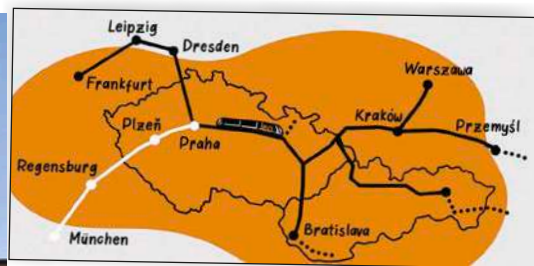 Leipzig
Dresden
Frankfurt
Warszawa
Kraków
Przemyśl
Plzeň
Praha
Regensburg
Bratislava
München